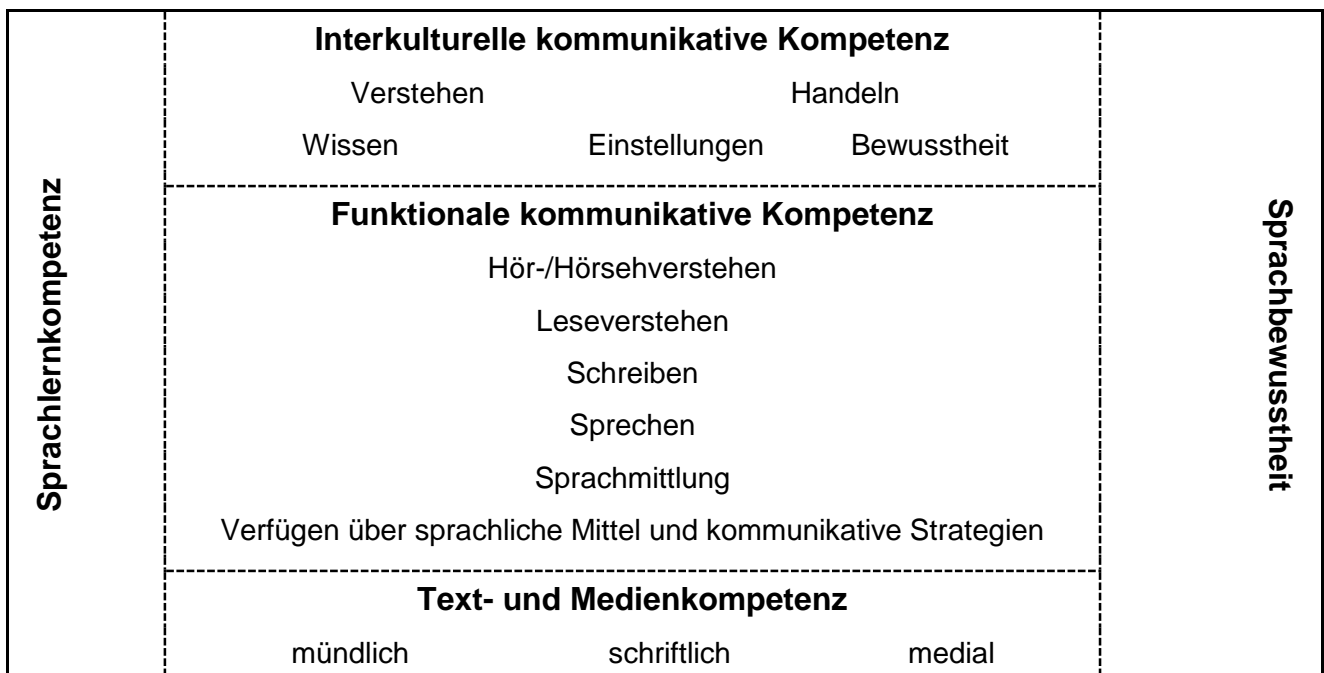 Sprachlernkompetenz
Interkulturelle kommunikative Kompetenz
Verstehen Handeln
Wissen Einstellungen Bewusstheit
Funktionale kommunikative Kompetenz
Hör-/Hörsehverstehen
Leseverstehen
Schreiben
Sprechen
Sprachmittlung
Verfügen über sprachliche Mittel und kommunikative Strategien
Text- und Medienkompetenz
mündlich schriftlich medial
Sprachbewusstheit